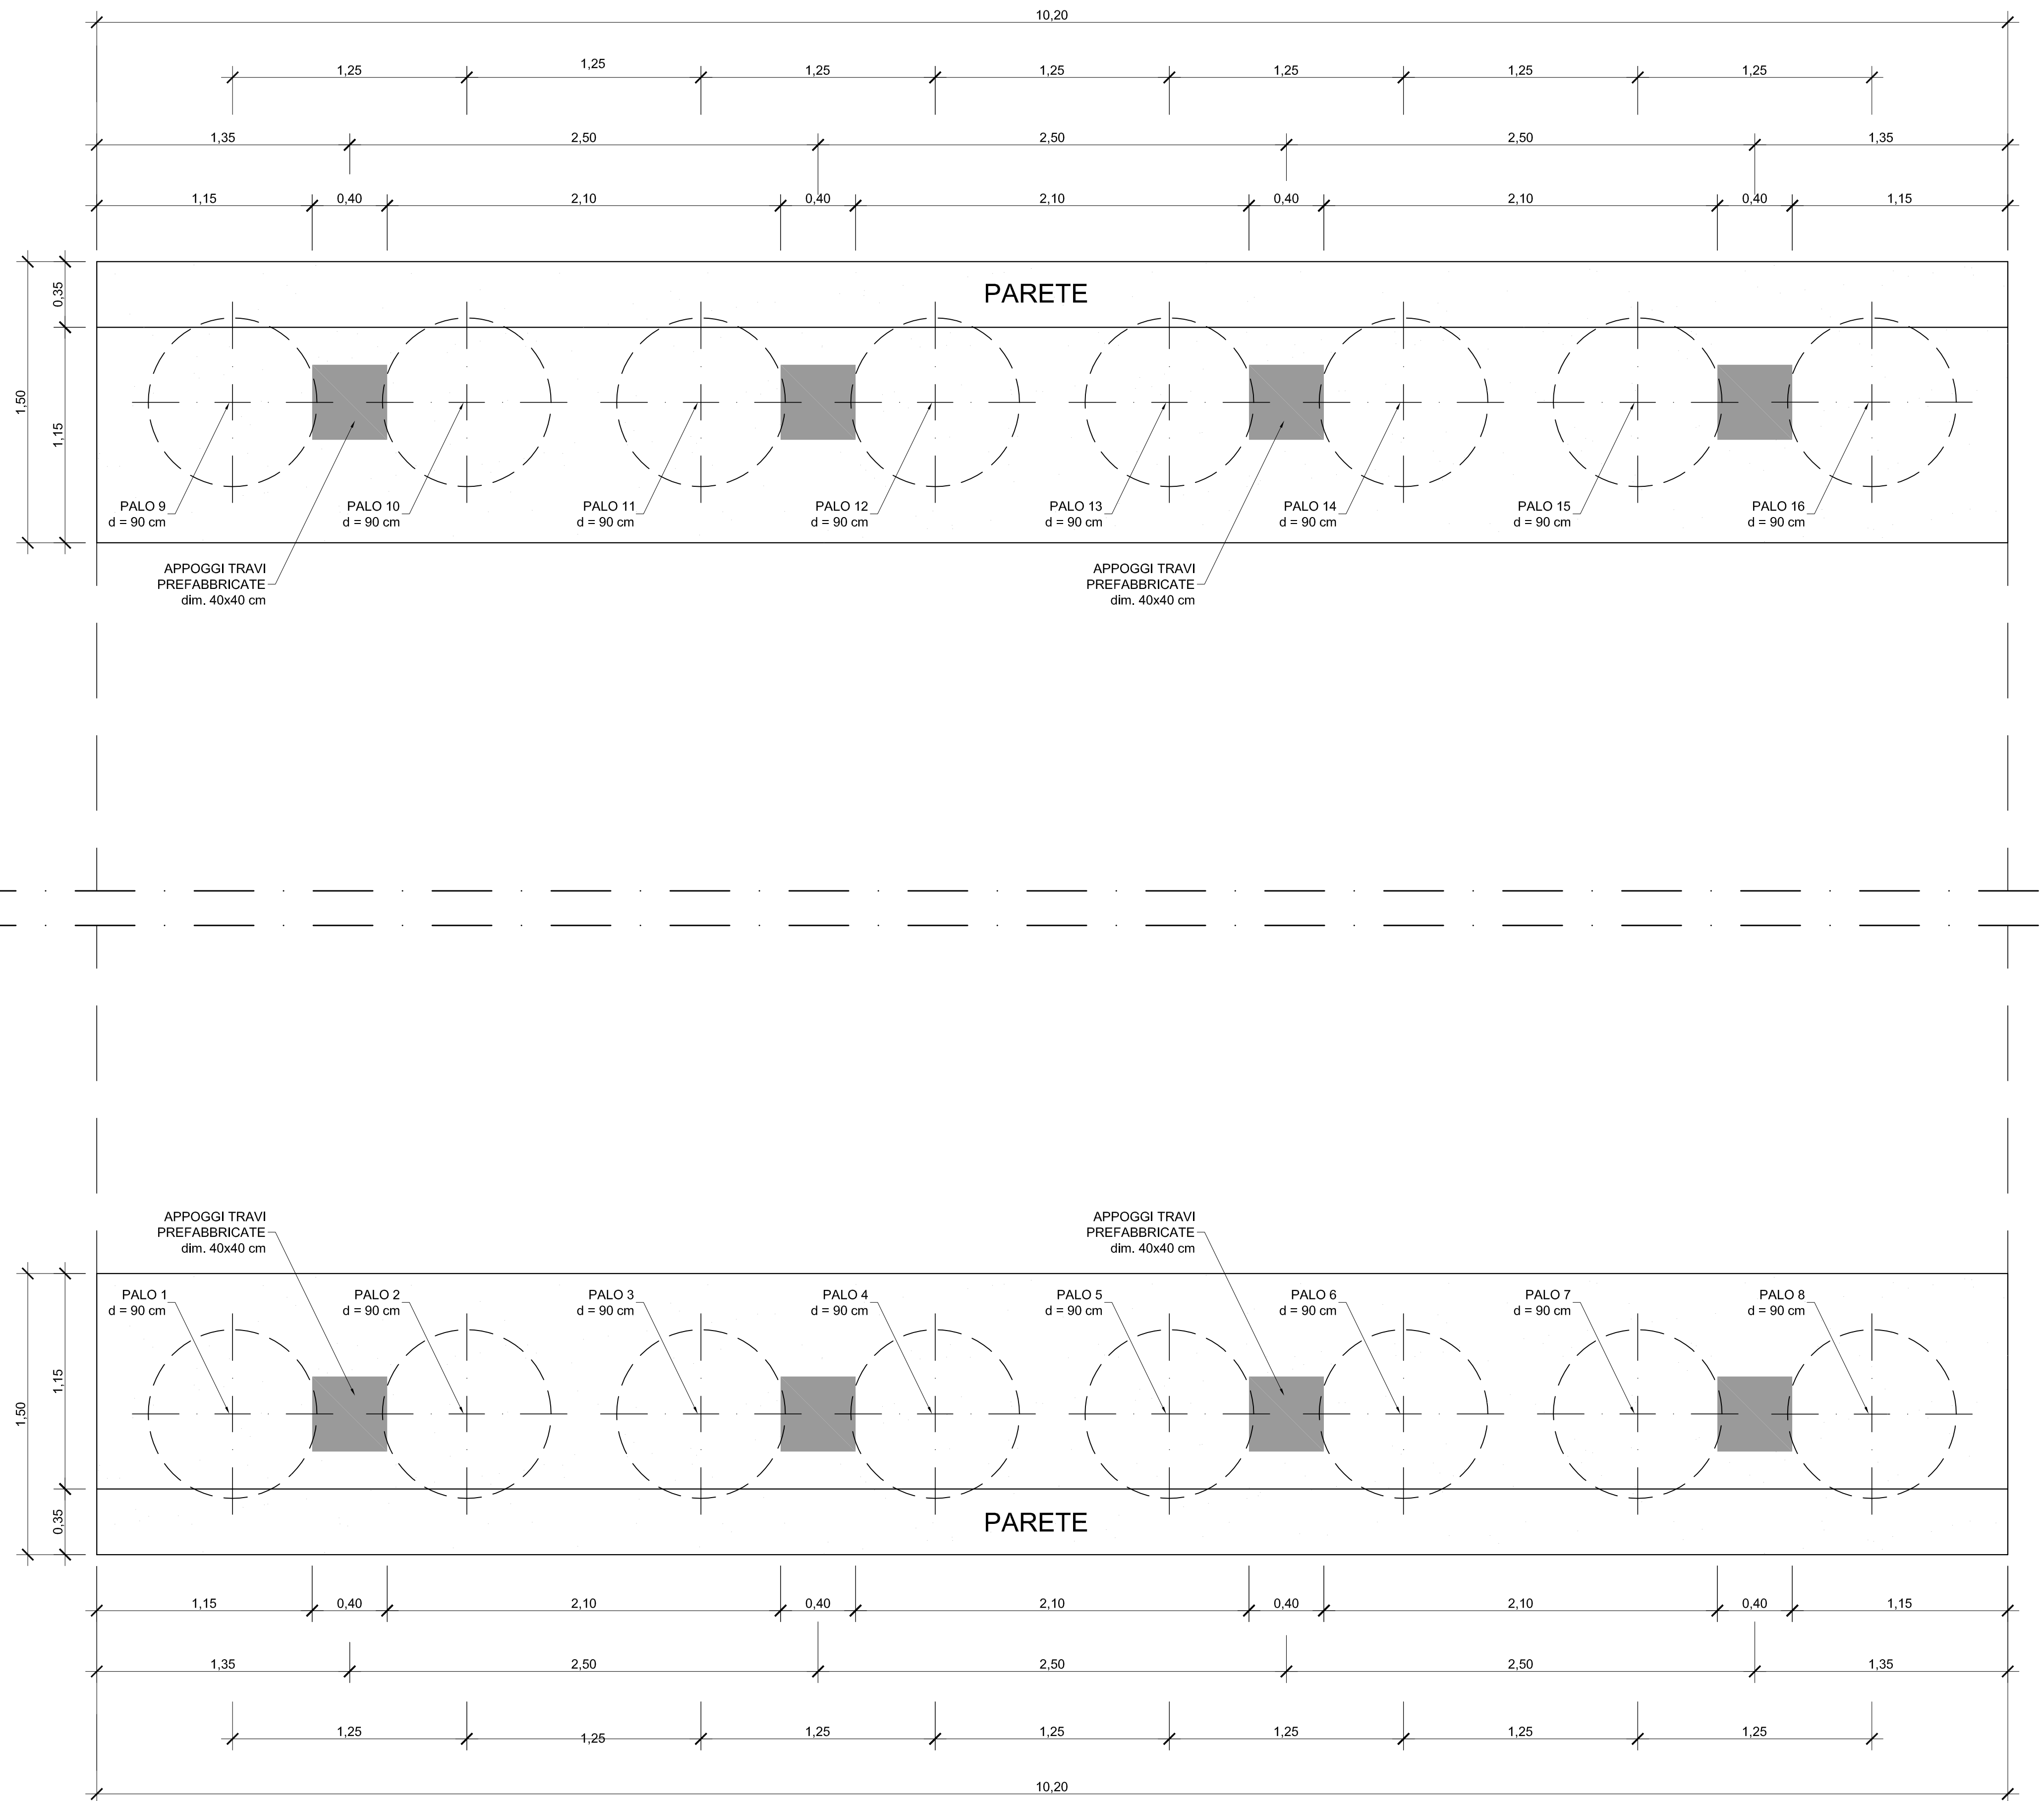 10,20
1,25
1,25
1,25
1,25
1,25
1,25
1,25
1,35
2,50
2,50
2,50
1,35
1,15
0,40
2,10
0,40
2,10
0,40
2,10
0,40
1,15
1,50
0,35
1,15
PARETE
PALO 9
d = 90 cm
PALO 10
d = 90 cm
PALO 11
d = 90 cm
PALO 12
d = 90 cm
PALO 13
d = 90 cm
PALO 14
d = 90 cm
PALO 15
d = 90 cm
PALO 16
d = 90 cm
APPOGGI TRAVI
PREFABBRICATE
dim. 40x40 cm
APPOGGI TRAVI
PREFABBRICATE
dim. 40x40 cm
APPOGGI TRAVI
PREFABBRICATE
dim. 40x40 cm
APPOGGI TRAVI
PREFABBRICATE
dim. 40x40 cm
PALO 1
d = 90 cm
PALO 2
d = 90 cm
PALO 3
d = 90 cm
PALO 4
d = 90 cm
PALO 5
d = 90 cm
PALO 6
d = 90 cm
PALO 7
d = 90 cm
PALO 8
d = 90 cm
1,50
1,15
0,35
PARETE
1,15
0,40
2,10
0,40
2,10
0,40
2,10
0,40
1,15
1,35
2,50
2,50
2,50
1,35
1,25
1,25
1,25
1,25
1,25
1,25
1,25
10,20